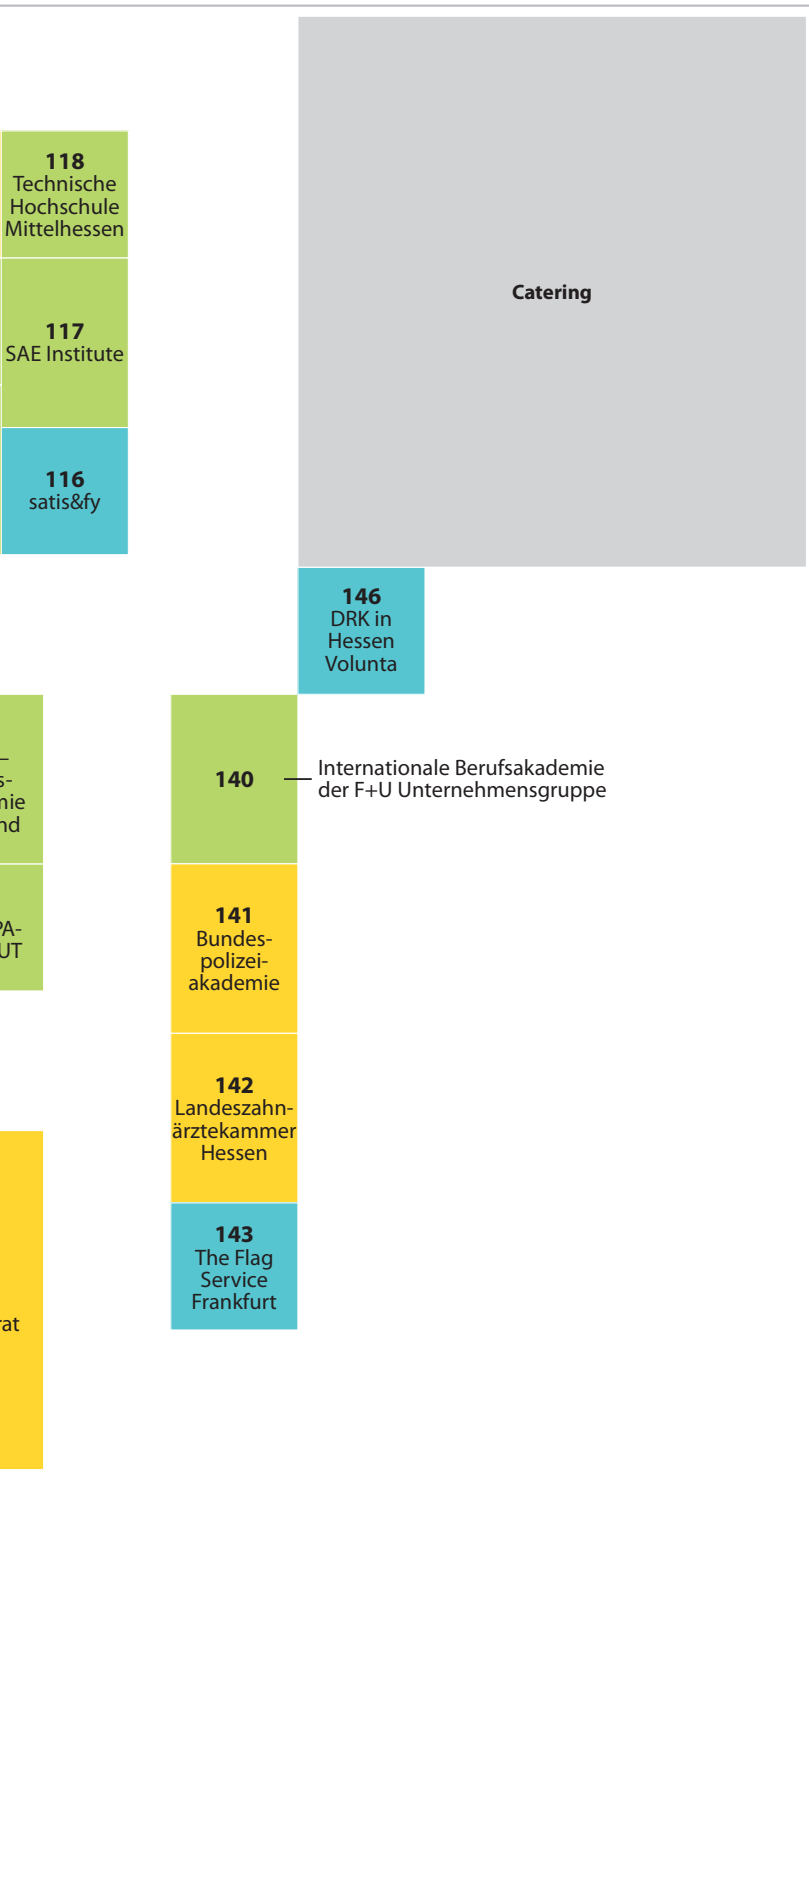 118
Technische
Hochschule
Mittelhessen
117
SAE Institute
116
satis&fy
Catering
146
DRK in
Hessen
Volunta
140
Internationale Berufsakademie
der F+U Unternehmensgruppe
141
Bundes-
polizei-
akademie
142
Landeszahn-
ärztekammer
Hessen
143
The Flag
Service
Frankfurt